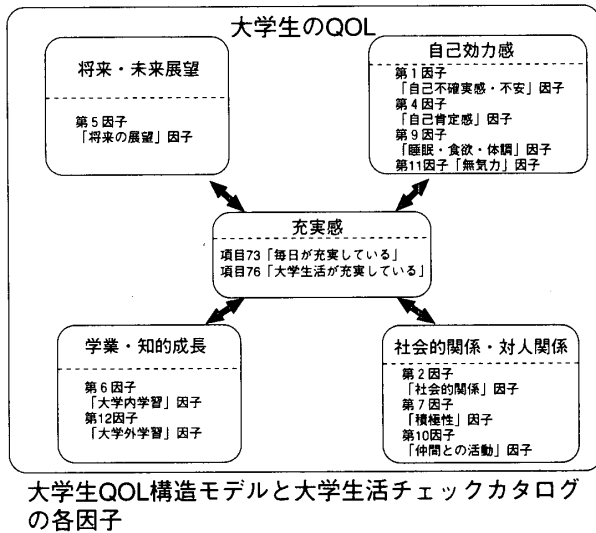 大学生のQOL
将来・未来展望
第5因子
「将来の展望」因子
自己効力感
第1因子
「自己不確実感・不安」因子
第4因子
「自己肯定感」因子
第9因子
「睡眠・食欲・体調」因子
第11因子「無気力」因子
充実感
項目73「毎日が充実している」
項目76「大学生活が充実している」
学業・知的成長
第6因子
「大学内学習」因子
第12因子
「大学外学習」因子
社会的関係・対人関係
第2因子
「社会的関係」因子
第7因子
「積極性」因子
第10因子
「仲間との活動」因子
大学生QOL構造モデルと大学生活チェックカタログ
の各因子